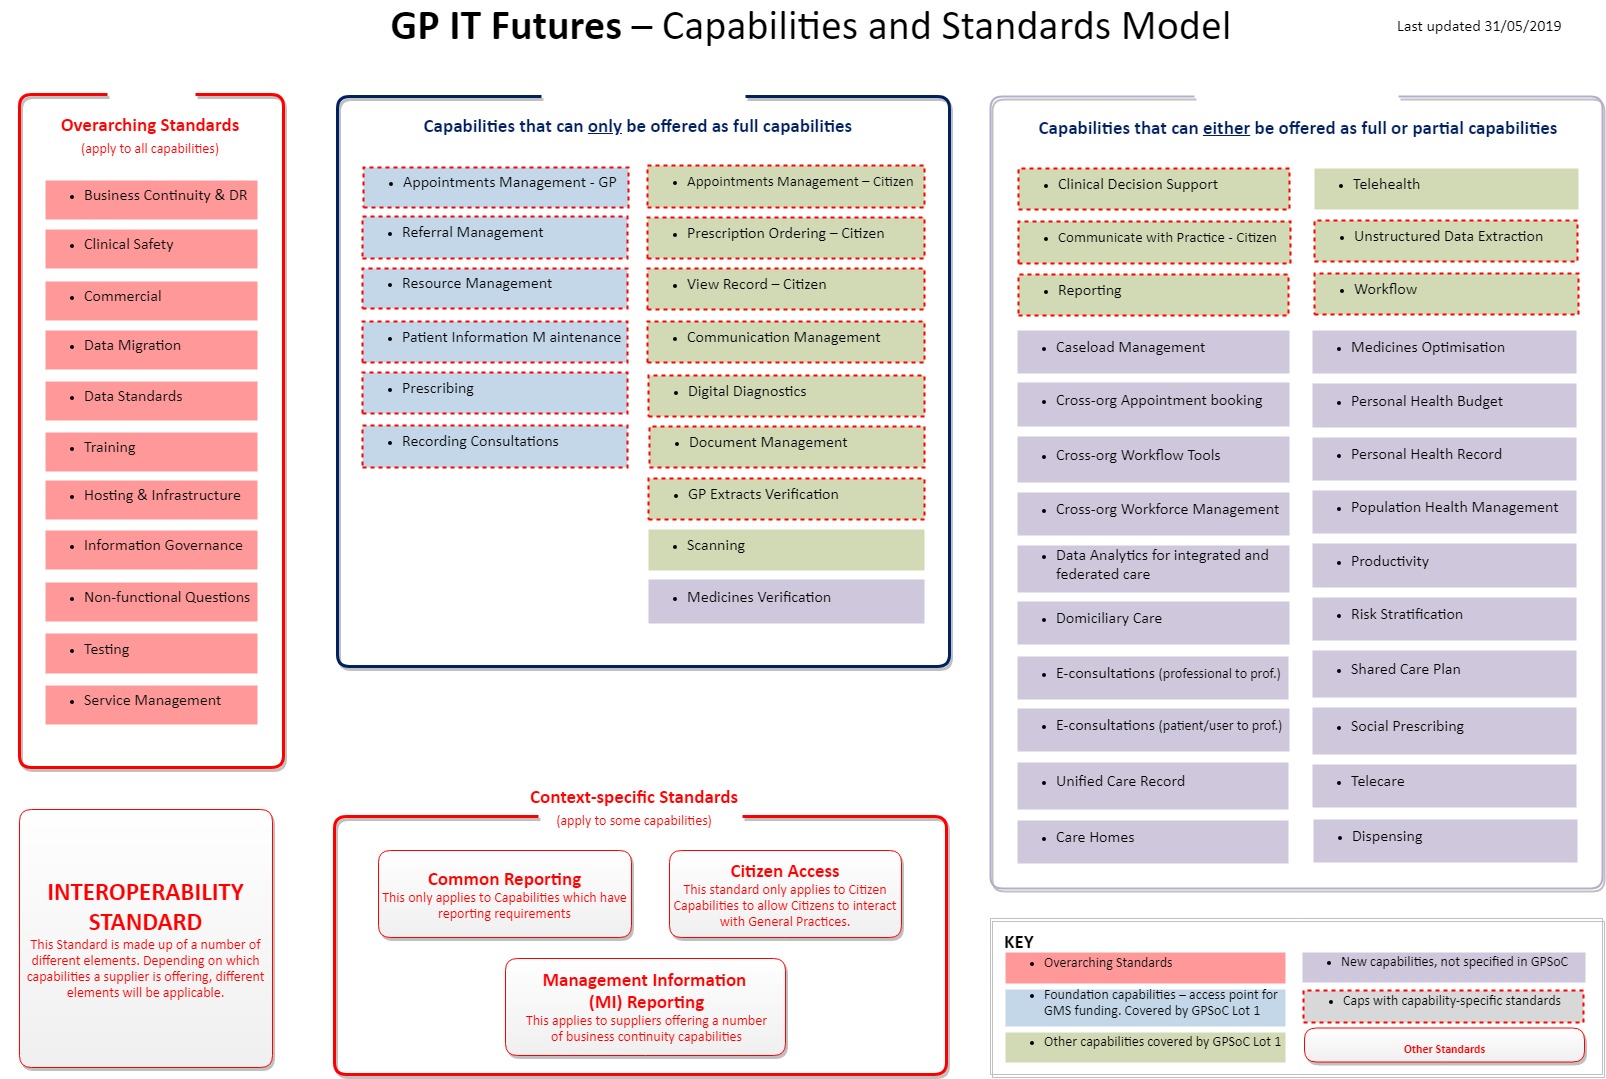 GP IT Futures – Capabilities and Standards Model
Last updated 31/05/2019
Overarching Standards
(apply to all capabilities)
• Business Continuity & DR
• Clinical Safety
• Commercial
• Data Migration
• Data Standards
• Training
• Hosting & Infrastructure
• Information Governance
• Non-functional Questions
• Testing
• Service Management
INTEROPERABILITY
STANDARD
This Standard is made up of a number of
different elements. Depending on which
capabilities a supplier is offering, different
elements will be applicable.
Capabilities that can only be offered as full capabilities
• Appointments Management - GP
• Referral Management
• Resource Management
• Patient Information M aintenance
• Prescribing
• Recording Consultations
• Appointments Management – Citizen
• Prescription Ordering – Citizen
• View Record – Citizen
• Communication Management
• Digital Diagnostics
• Document Management
• GP Extracts Verification
• Scanning
• Medicines Verification
Context-specific Standards
(apply to some capabilities)
Common Reporting
This only applies to Capabilities which have
reporting requirements
Citizen Access
This standard only applies to Citizen
Capabilities to allow Citizens to interact
with General Practices.
Management Information
(MI) Reporting
This applies to suppliers offering a number
of business continuity capabilities
Capabilities that can either be offered as full or partial capabilities
• Clinical Decision Support
• Communicate with Practice - Citizen
• Reporting
• Caseload Management
• Cross-org Appointment booking
• Cross-org Workflow Tools
• Cross-org Workforce Management
• Data Analytics for integrated and
federated care
• Domiciliary Care
• E-consultations (professional to prof.)
• E-consultations (patient/user to prof.)
• Unified Care Record
• Care Homes
• Telehealth
• Unstructured Data Extraction
• Workflow
• Medicines Optimisation
• Personal Health Budget
• Personal Health Record
• Population Health Management
• Productivity
• Risk Stratification
• Shared Care Plan
• Social Prescribing
• Telecare
• Dispensing
KEY
• Overarching Standards
• Foundation capabilities – access point for
GMS funding. Covered by GPSoC Lot 1
• Other capabilities covered by GPSoC Lot 1
• New capabilities, not specified in GPSoC
• Caps with capability-specific standards
Other Standards